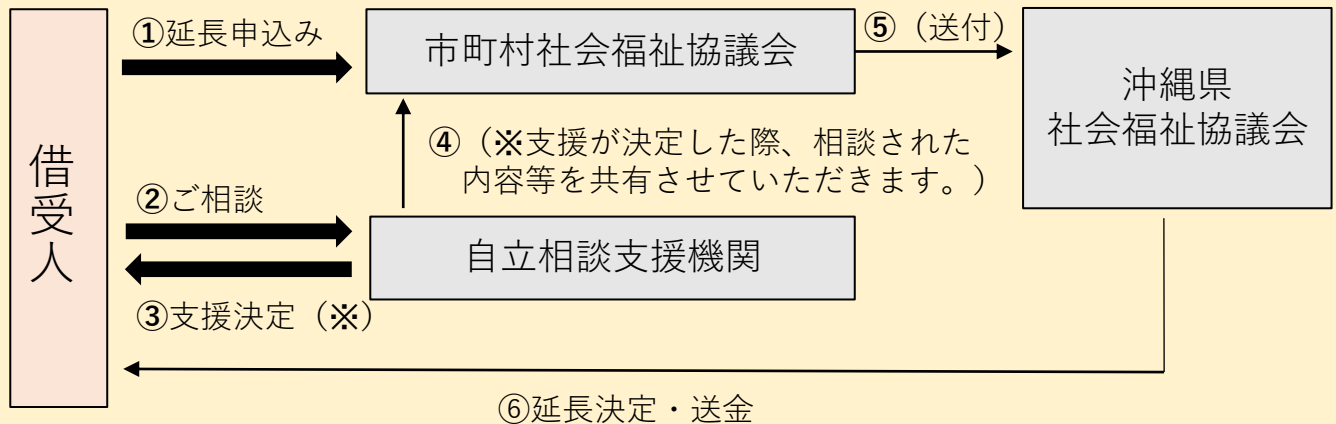 ①延長申込み
市町村社会福祉協議会
⑤（送付）
沖縄県
社会福祉協議会
借受人
④（※支援が決定した際、相談された
内容等を共有させていただきます。）
②ご相談
自立相談支援機関
③支援決定（※）
⑥延長決定・送金